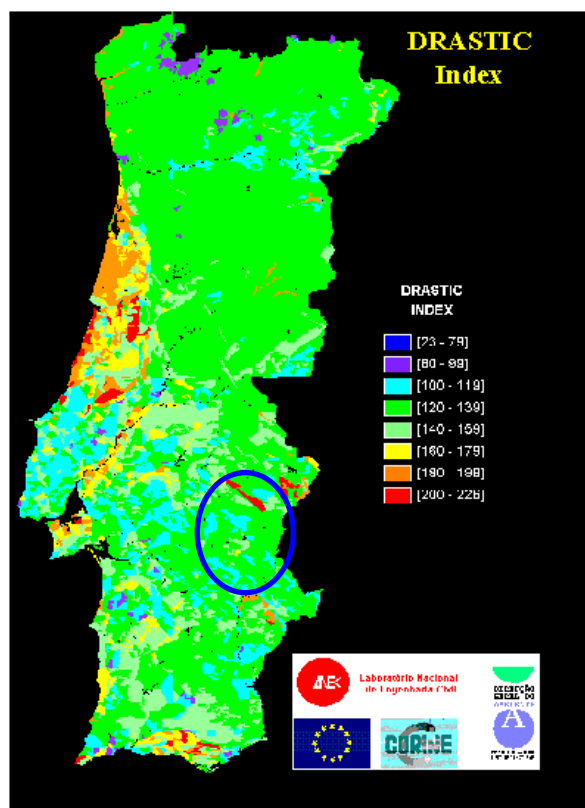 DRASTIC
Index
DRASTIC
INDEX
[23 - 79]
[80 - 99]
[100 - 119]
[120 - 139]
[140 - 159]
[160 - 179]
[180 - 199]
[200 - 226]
Laboratório Nacional
de Engenharia Civil
CORINE